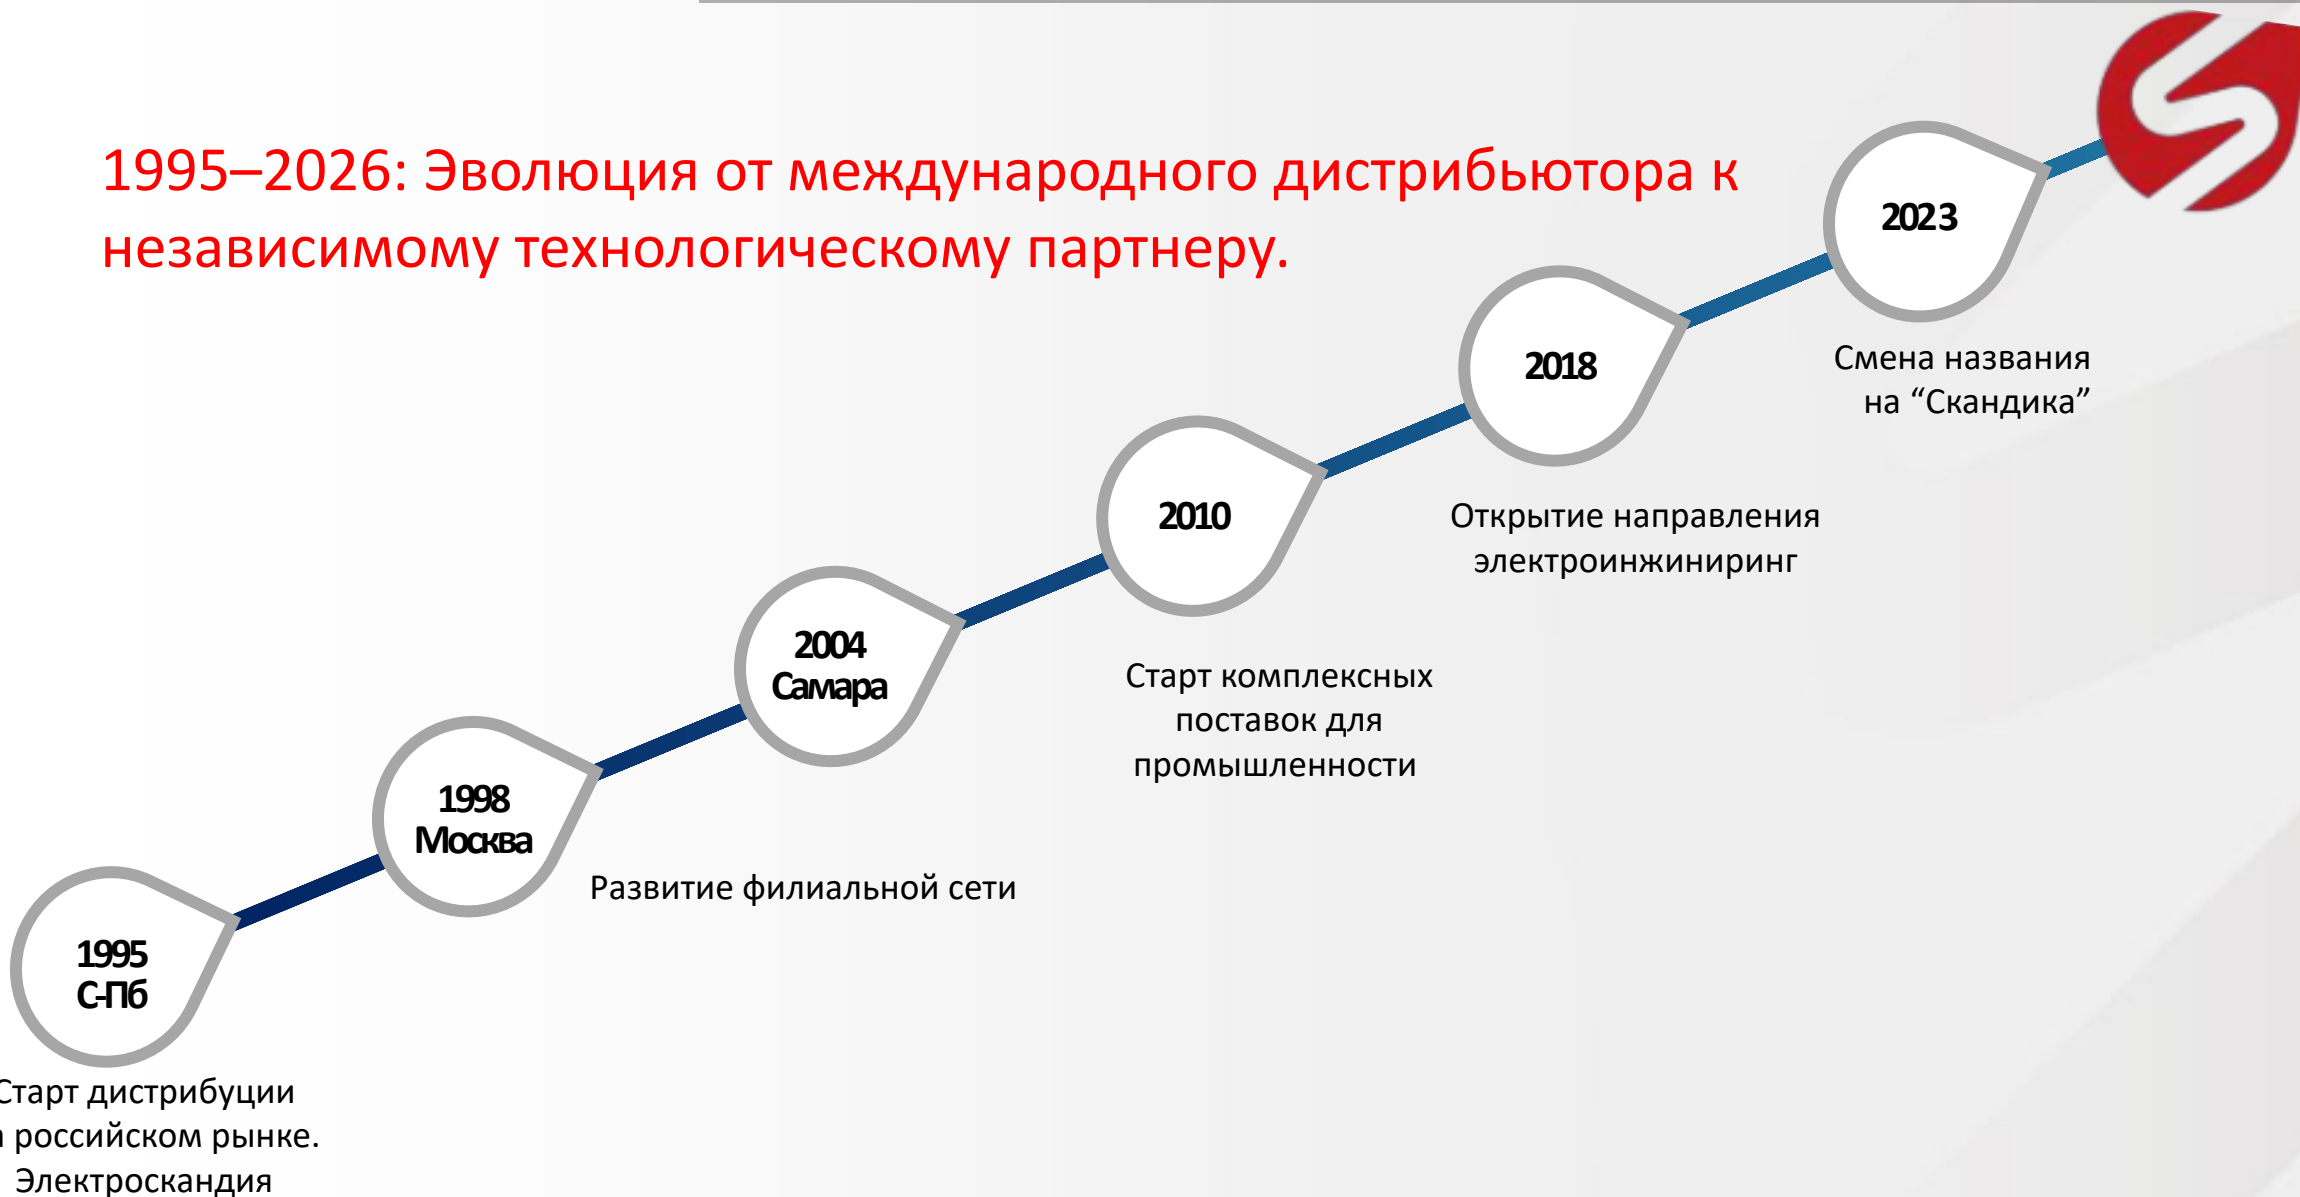 1995–2026: Эволюция от международного дистрибьютора к
независимому технологическому партнеру.
2023
Смена названия
на “Скандика”
2018
Открытие направления
электроинжиниринг
2010
Старт комплексных
поставок для
промышленности
2004
Самара
1998
Москва
Развитие филиальной сети
1995
С-Пб
Старт дистрибуции
российском рынке.
Электроскандия